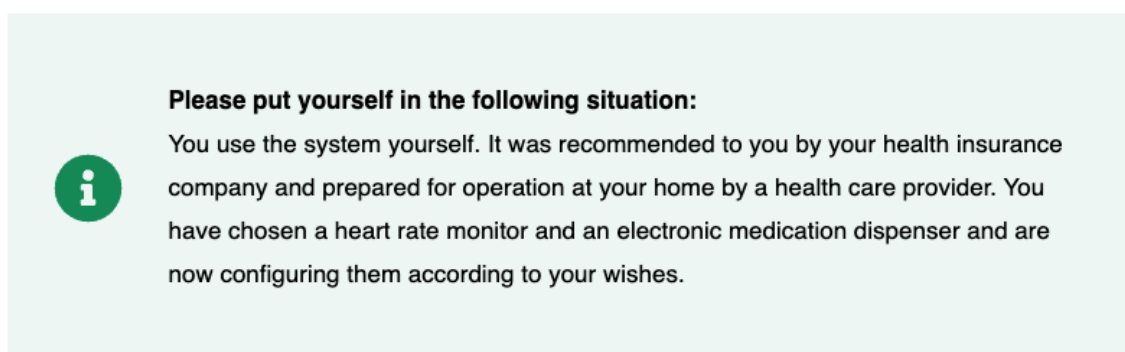 Please put yourself in the following situation:
You use the system yourself. It was recommended to you by your health insurance
company and prepared for operation at your home by a health care provider. You
have chosen a heart rate monitor and an electronic medication dispenser and are
now configuring them according to your wishes.